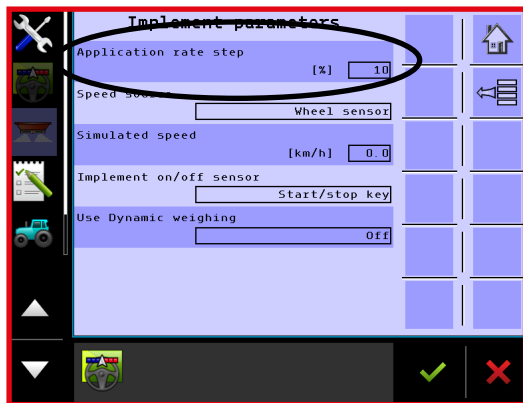 Implement parameters
Application rate step
[%] 10
Speed source
Wheel sensor
Simulated speed
[km/h] 0.0
Implement on/off sensor
Start/stop key
Use Dynamic weighing
Off